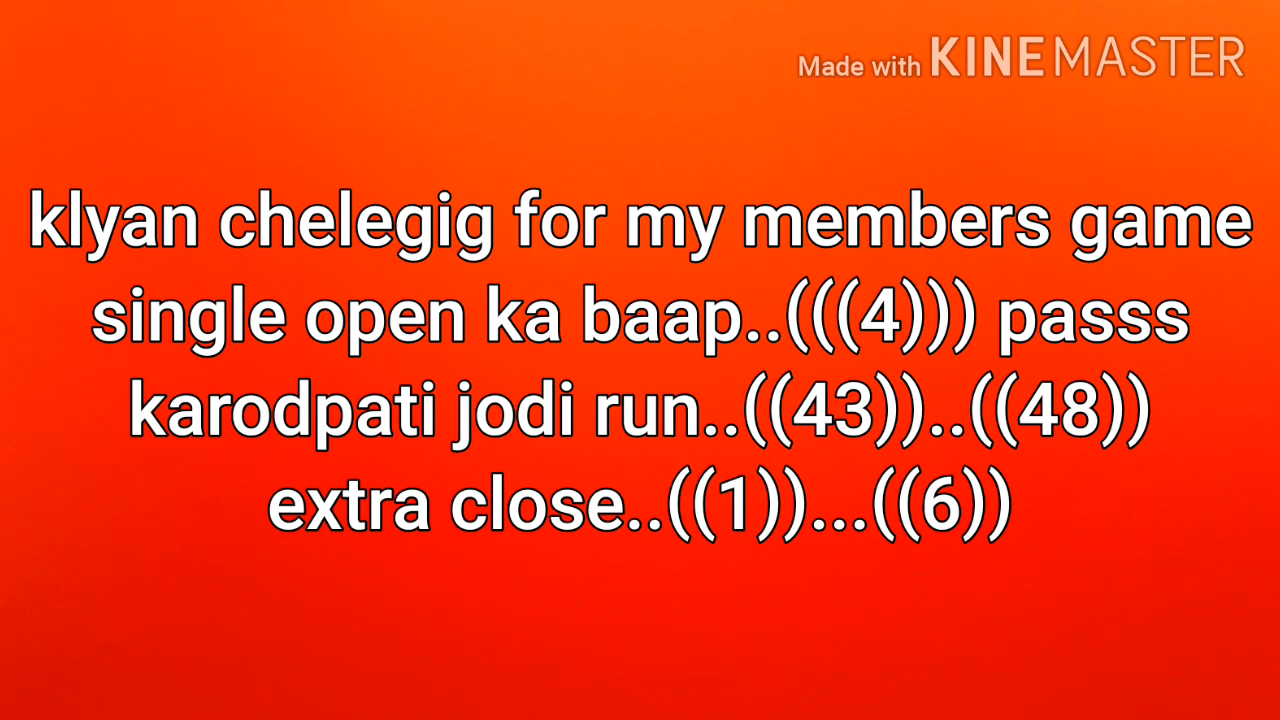 Made with KINEMASTER
klyan chelegig for my members game
single open ka baap..(((4))) passs
karodpati jodi run..((43))..((48))
extra close..((1))...((6))